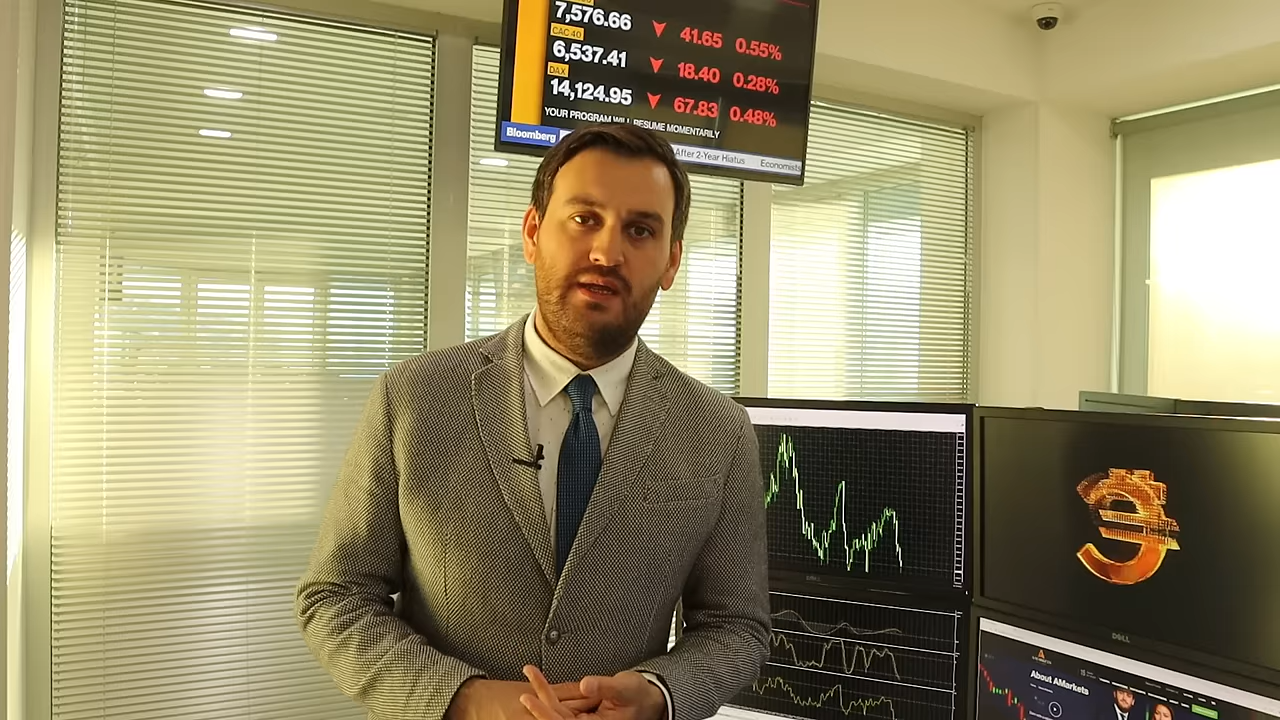 7,576.66 41.65 0.55%
CAC 40
6,537.41 18.40 0.28%
DAX
14,124.95 67.83 0.48%
YOUR PROGRAM WILL RESUME MOMENTARILY
Bloomberg
After 2-Year Hiatus Economists
DELL
About AMarkets